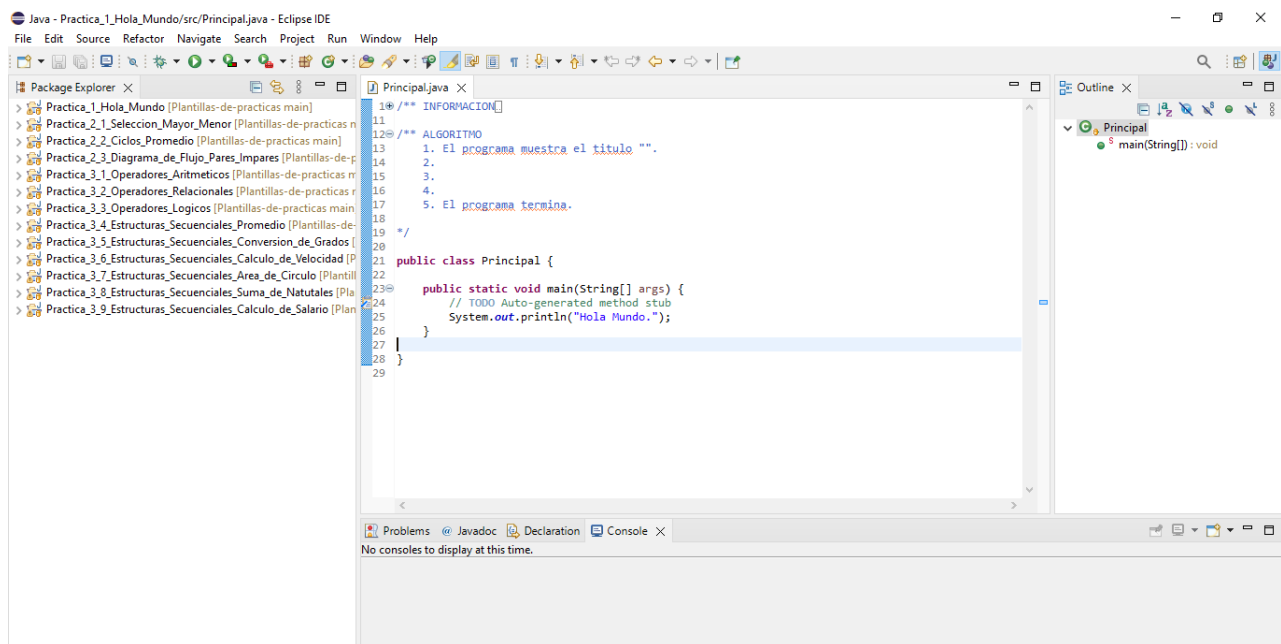 Java - Practica_1_Hola_Mundo/src/Principal.java - Eclipse IDE
File Edit Source Refactor Navigate Search Project Run Window Help
Package Explorer
Practica_1_Hola_Mundo [Plantillas-de-practicas main]
Practica_2_1_Seleccion_Mayor_Menor [Plantillas-de-practicas m
Practica_2_2_Ciclos_Promedio [Plantillas-de-practicas main]
Practica_2_3_Diagrama_de_Flujo_Pares_Impares [Plantillas-de-p
Practica_3_1_Operadores_Aritmeticos [Plantillas-de-practicas m
Practica_3_2_Operadores_Relacionales [Plantillas-de-practicas m
Practica_3_3_Operadores_Logicos [Plantillas-de-practicas main
Practica_3_4_Estructuras_Secuenciales_Promedio [Plantillas-de-
Practica_3_5_Estructuras_Secuenciales_Conversion_de_Grados [
Practica_3_6_Estructuras_Secuenciales_Calculo_de_Velocidad [P
Practica_3_7_Estructuras_Secuenciales_Area_de_Circulo [Plantill
Practica_3_8_Estructuras_Secuenciales_Suma_de_Natutales [Pla
Practica_3_9_Estructuras_Secuenciales_Calculo_de_Salario [Plan
Principal.java
1 /** INFORMACION
11
12 /** ALGORITMO
13 1. El programa muestra el titulo "".
14 2.
15 3.
16 4.
17 5. El programa termina.
18
19 */
20
21 public class Principal {
22
23 public static void main(String[] args) {
24 // TODO Auto-generated method stub
25 System.out.println("Hola Mundo.");
26 }
27
28 }
29
Outline
Principal
main(String[]) : void
Problems @ Javadoc Declaration Console
No consoles to display at this time.